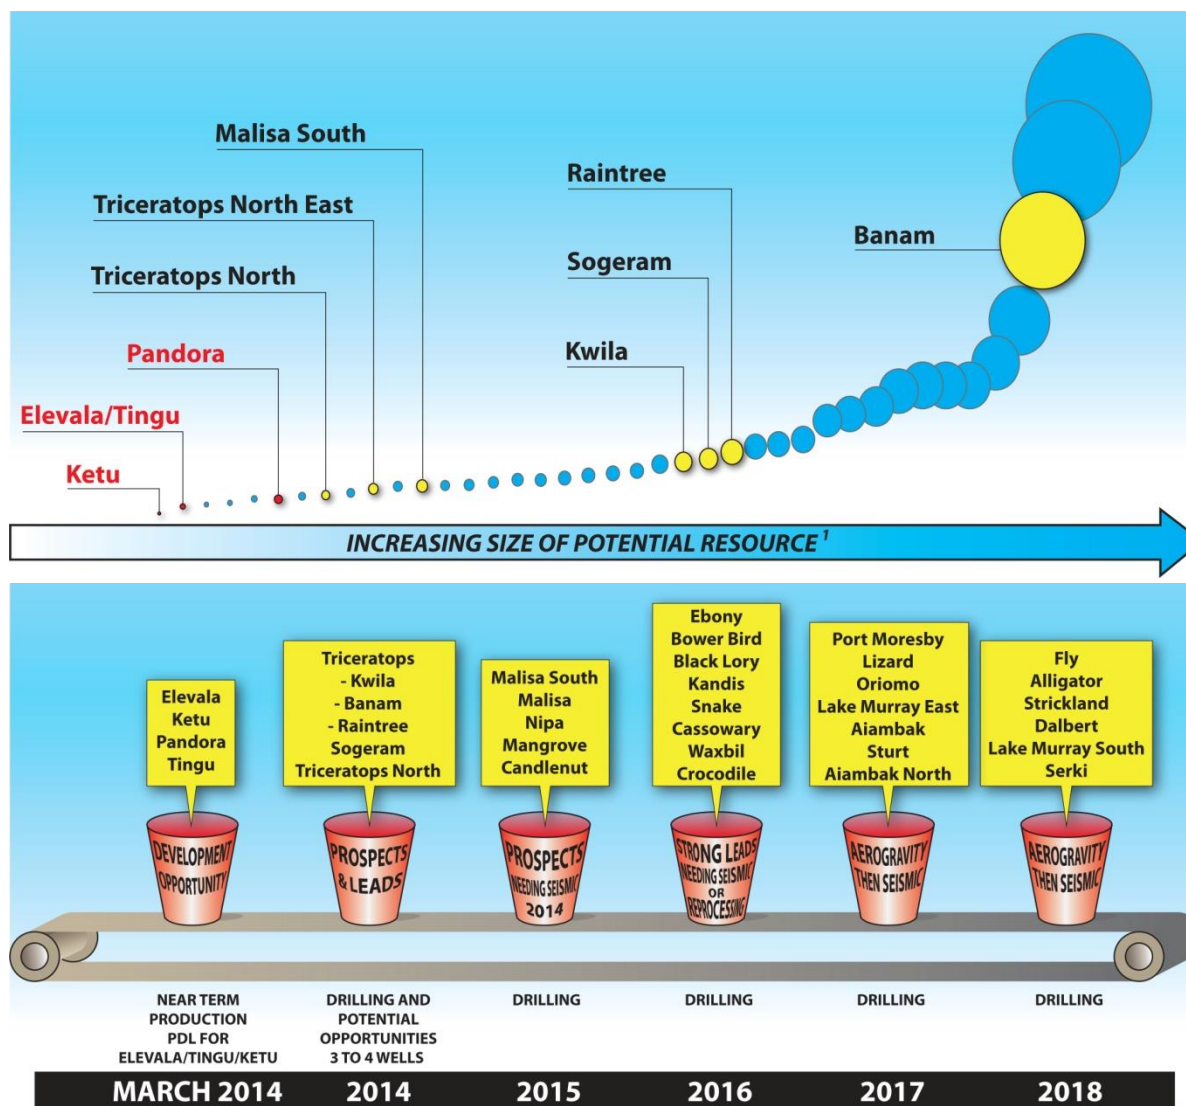 Malisa South
Triceratops North East
Triceratops North
Pandora
Elevala/Tingu
Ketu
Raintree
Sogeram
Kwila
Banam
INCREASING SIZE OF POTENTIAL RESOURCE 1
Elevala
Ketu
Pandora
Tingu
Triceratops
- Kwila
- Banam
- Raintree
Sogeram
Triceratops North
Malisa South
Malisa
Nipa
Mangrove
Candlenut
Ebony
Bower Bird
Black Lory
Kandis
Snake
Cassowary
Waxbil
Crocodile
Port Moresby
Lizard
Oriomo
Lake Murray East
Aiambak
Sturt
Aiambak North
Fly
Alligator
Strickland
Dalbert
Lake Murray South
Serki
DEVELOPMENT
OPPORTUNITY
PROSPECTS
& LEADS
PROSPECTS
NEEDING SEISMIC
2014
STRONG LEADS
NEEDING SEISMIC
OR
REPROCESSING
AEROGRAVITY
THEN SEISMIC
AEROGRAVITY
THEN SEISMIC
NEAR TERM
PRODUCTION
PDL FOR
ELEVALA/TINGU/KETU
DRILLING AND
POTENTIAL
OPPORTUNITIES
3 TO 4 WELLS
DRILLING
DRILLING
DRILLING
DRILLING
MARCH 2014
2014
2015
2016
2017
2018